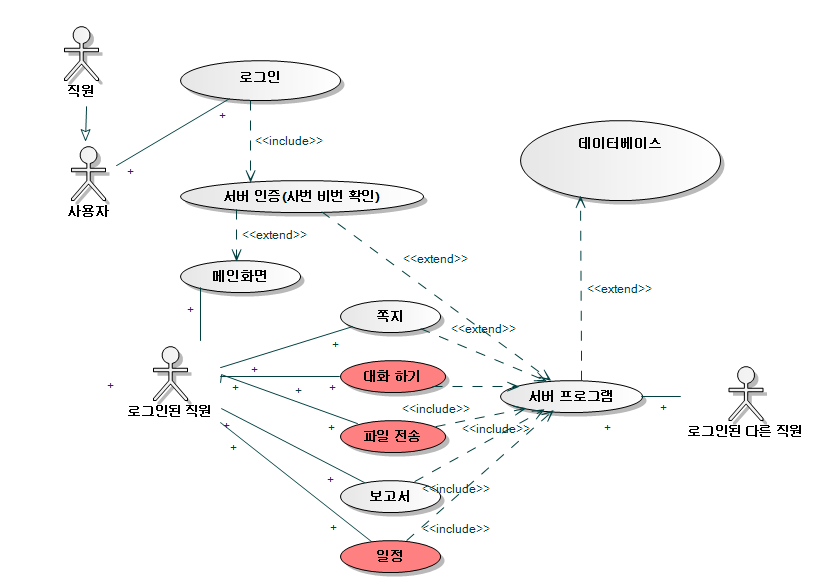 직원
로그인
+
<<include>>
데이터베이스
+
사용자
서버 인증(사번 비번 확인)
<<extend>>
<<extend>>
메인화면
<<extend>>
+
쪽지
<<extend>>
+
+
대화 하기
+
+
+
+
로그인된 직원
서버 프로그램
로그인된 다른 직원
<<include>>
+
+
+
+
파일 전송
<<include>>
+
+
보고서
<<include>>
+
<<include>>
일정